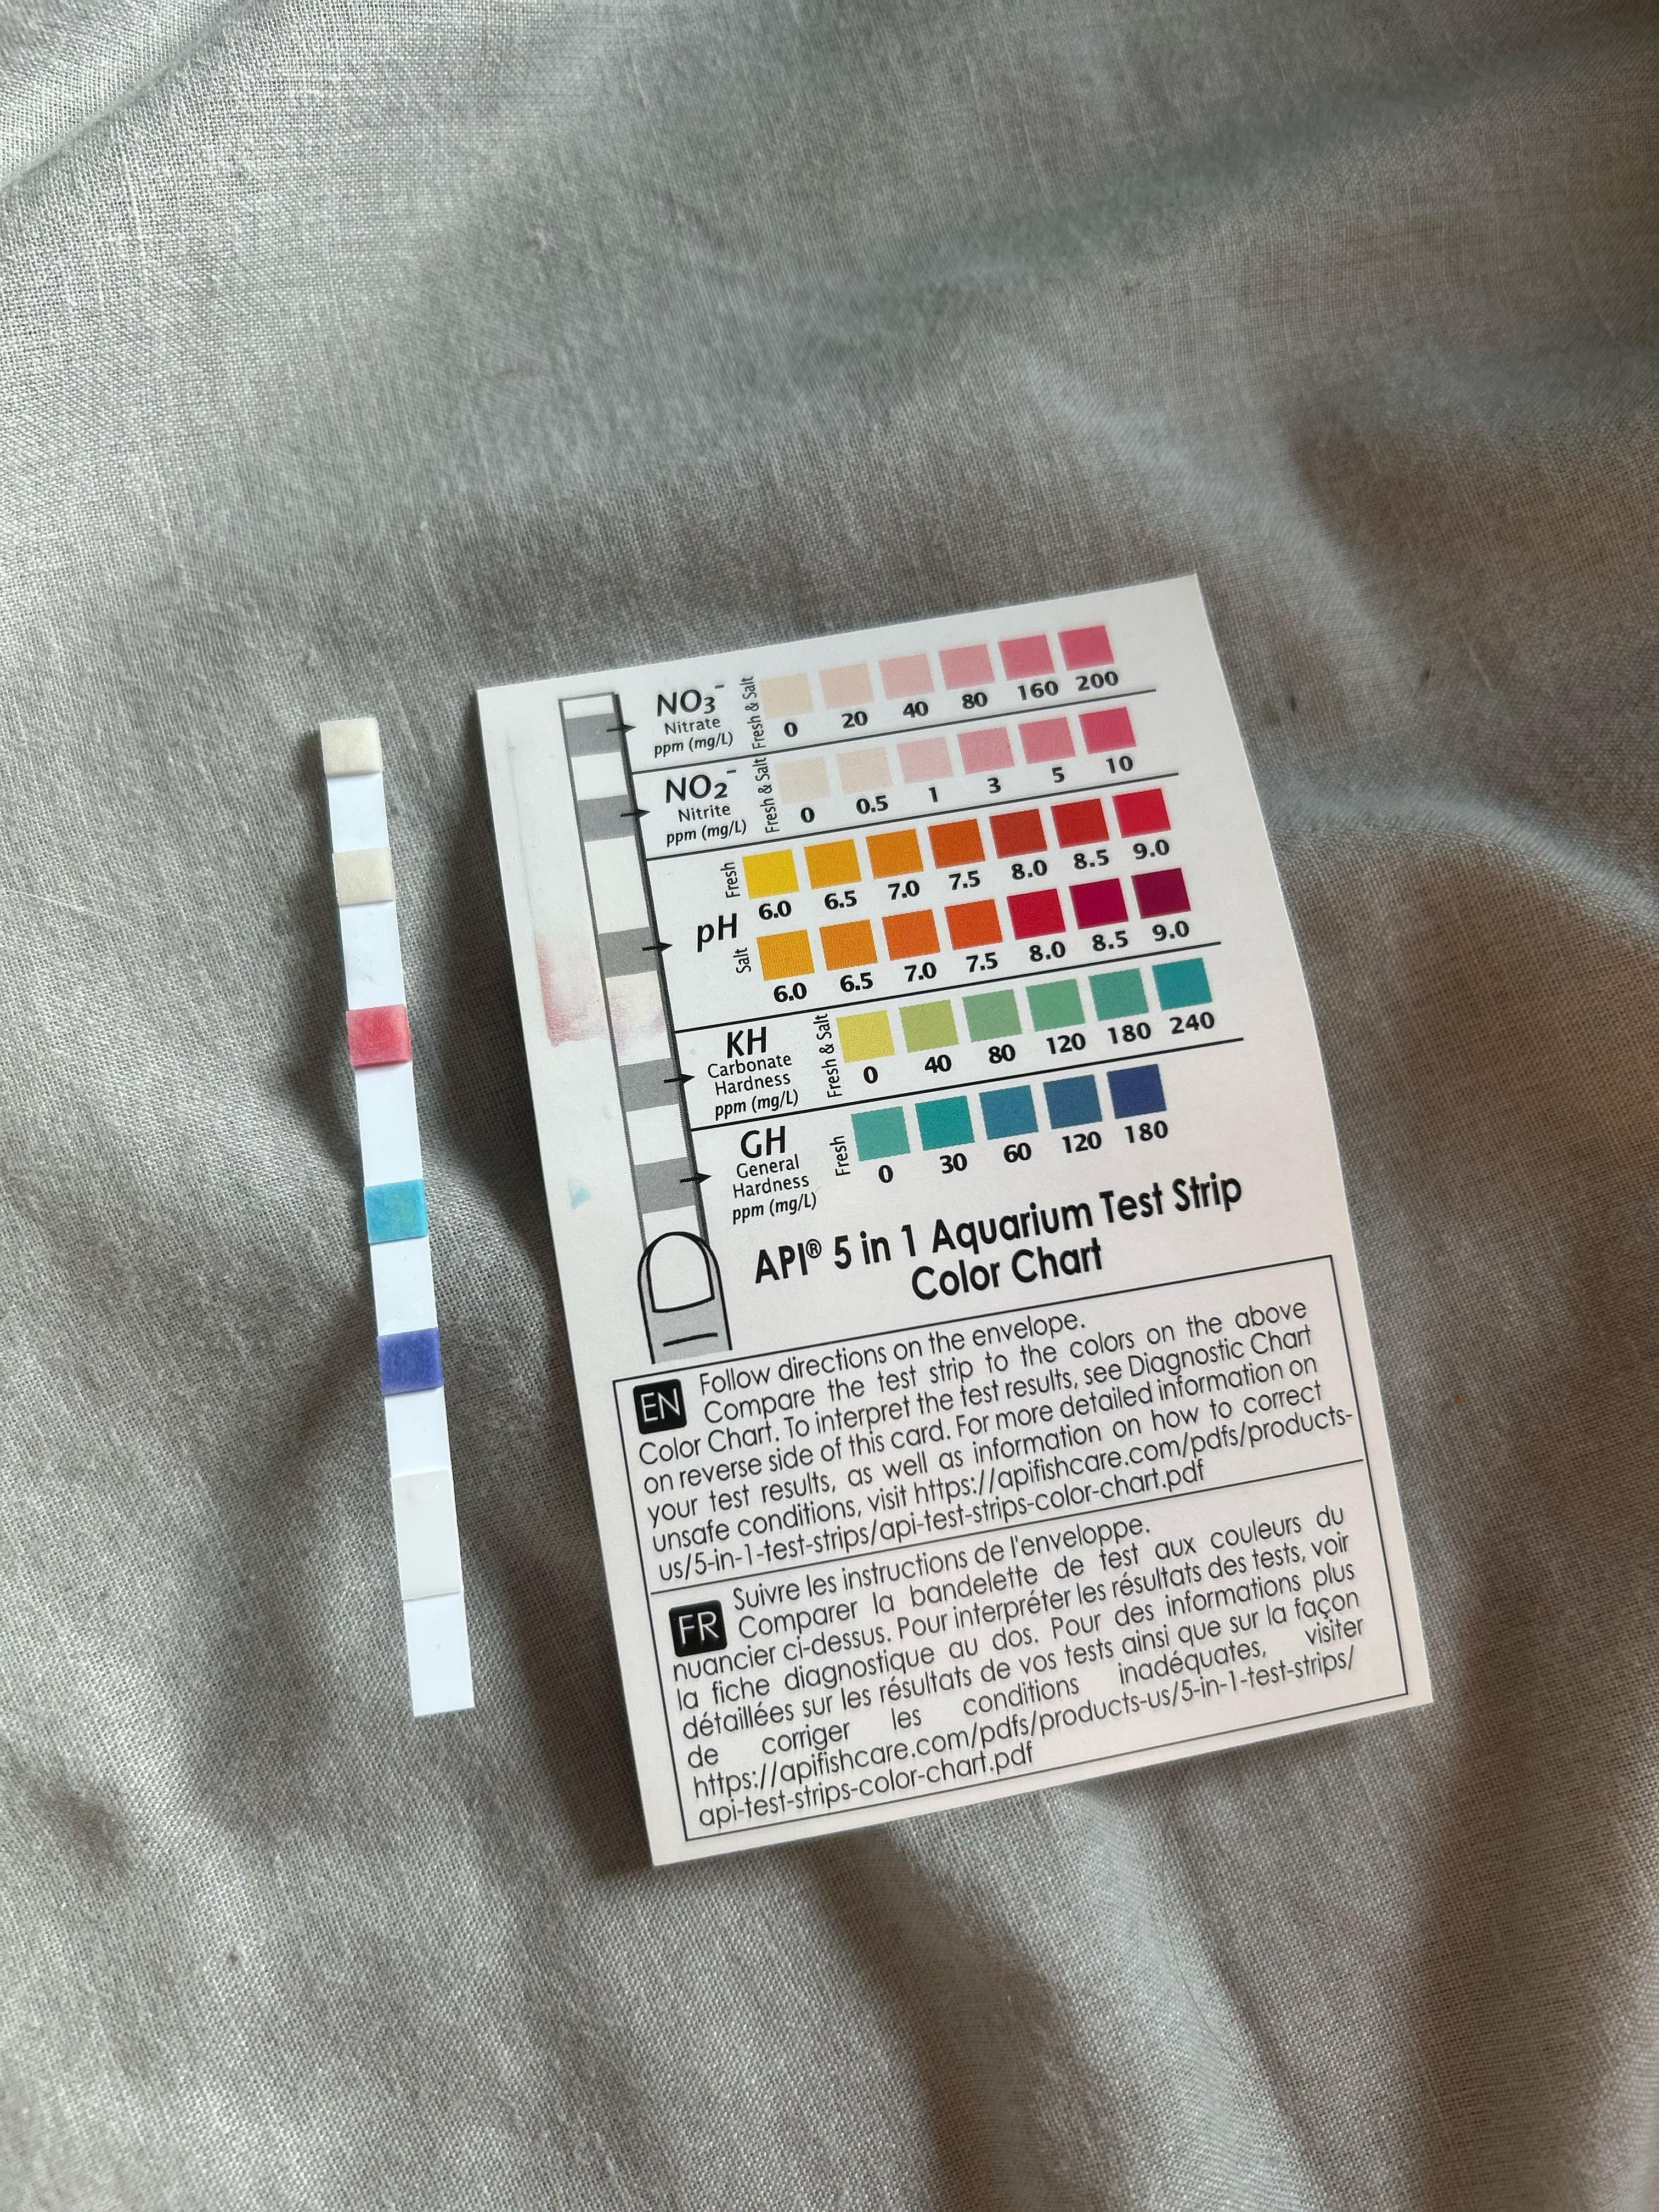 NO3⁻
Nitrate
ppm (mg/L)
Fresh & Salt
0 20 40 80 160 200
NO2⁻
Nitrite
ppm (mg/L)
Fresh & Salt
0 0.5 1 3 5 10
pH
Fresh
6.0 6.5 7.0 7.5 8.0 8.5 9.0
Salt
6.0 6.5 7.0 7.5 8.0 8.5 9.0
KH
Carbonate
Hardness
ppm (mg/L)
Fresh & Salt
0 40 80 120 180 240
GH
General
Hardness
ppm (mg/L)
Fresh
0 30 60 120 180
API® 5 in 1 Aquarium Test Strip
Color Chart
EN
Follow directions on the envelope.
Compare the test strip to the colors on the above
Color Chart. To interpret the test results, see Diagnostic Chart
on reverse side of this card. For more detailed information on
your test results, as well as information on how to correct
unsafe conditions, visit https://apifishcare.com/pdfs/products-
us/5-in-1-test-strips/api-test-strips-color-chart.pdf
FR
Suivre les instructions de l'enveloppe.
Comparer la bandelette de test aux couleurs du
nuancier ci-dessus. Pour interpréter les résultats des tests, voir
la fiche diagnostique au dos. Pour des informations plus
détaillées sur les résultats de vos tests ainsi que sur la façon
de corriger les conditions inadéquates, visiter
https://apifishcare.com/pdfs/products-us/5-in-1-test-strips/
api-test-strips-color-chart.pdf